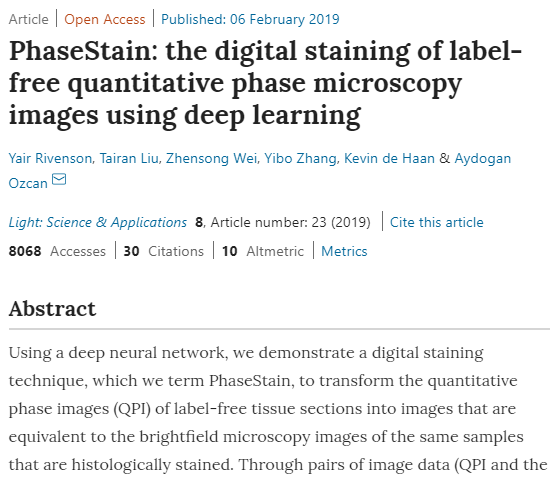 Article | Open Access | Published: 06 February 2019
PhaseStain: the digital staining of label-
free quantitative phase microscopy
images using deep learning
Yair Rivenson, Tairan Liu, Zhensong Wei, Yibo Zhang, Kevin de Haan & Aydogan
Ozcan
Light: Science & Applications 8, Article number: 23 (2019) | Cite this article
8068 Accesses | 30 Citations | 10 Altmetric | Metrics
Abstract
Using a deep neural network, we demonstrate a digital staining
technique, which we term PhaseStain, to transform the quantitative
phase images (QPI) of label-free tissue sections into images that are
equivalent to the brightfield microscopy images of the same samples
that are histologically stained. Through pairs of image data (QPI and the